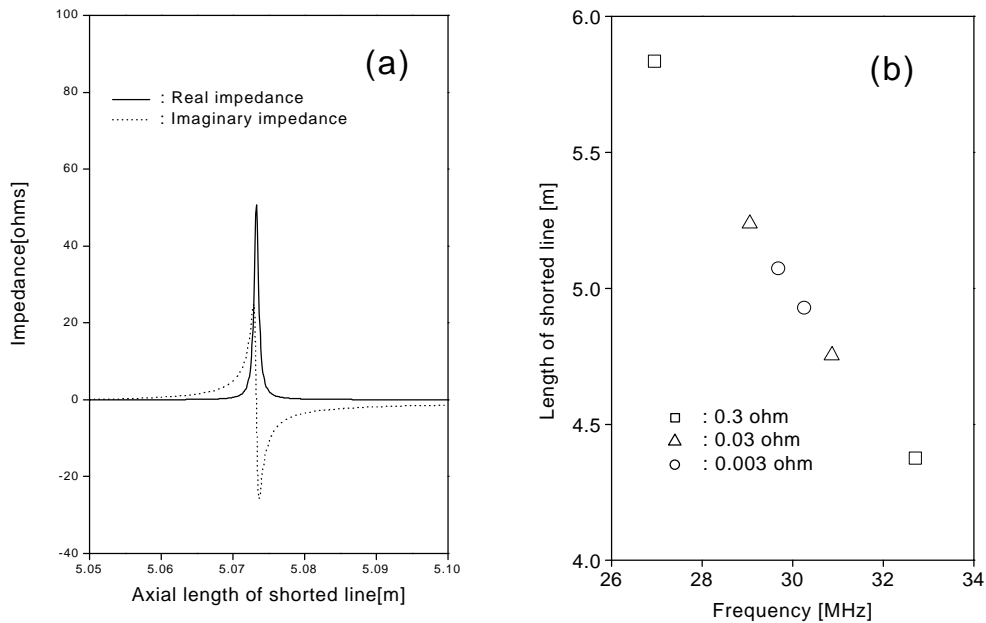 (a)
100
80
60
40
20
0
-20
-40
Impedance[ohms]
: Real impedance
: Imaginary impedance
5.05 5.06 5.07 5.08 5.09 5.10
Axial length of shorted line[m]
(b)
6.0
5.5
5.0
4.5
4.0
Length of shorted line [m]
: 0.3 ohm
: 0.03 ohm
: 0.003 ohm
26 28 30 32 34
Frequency [MHz]